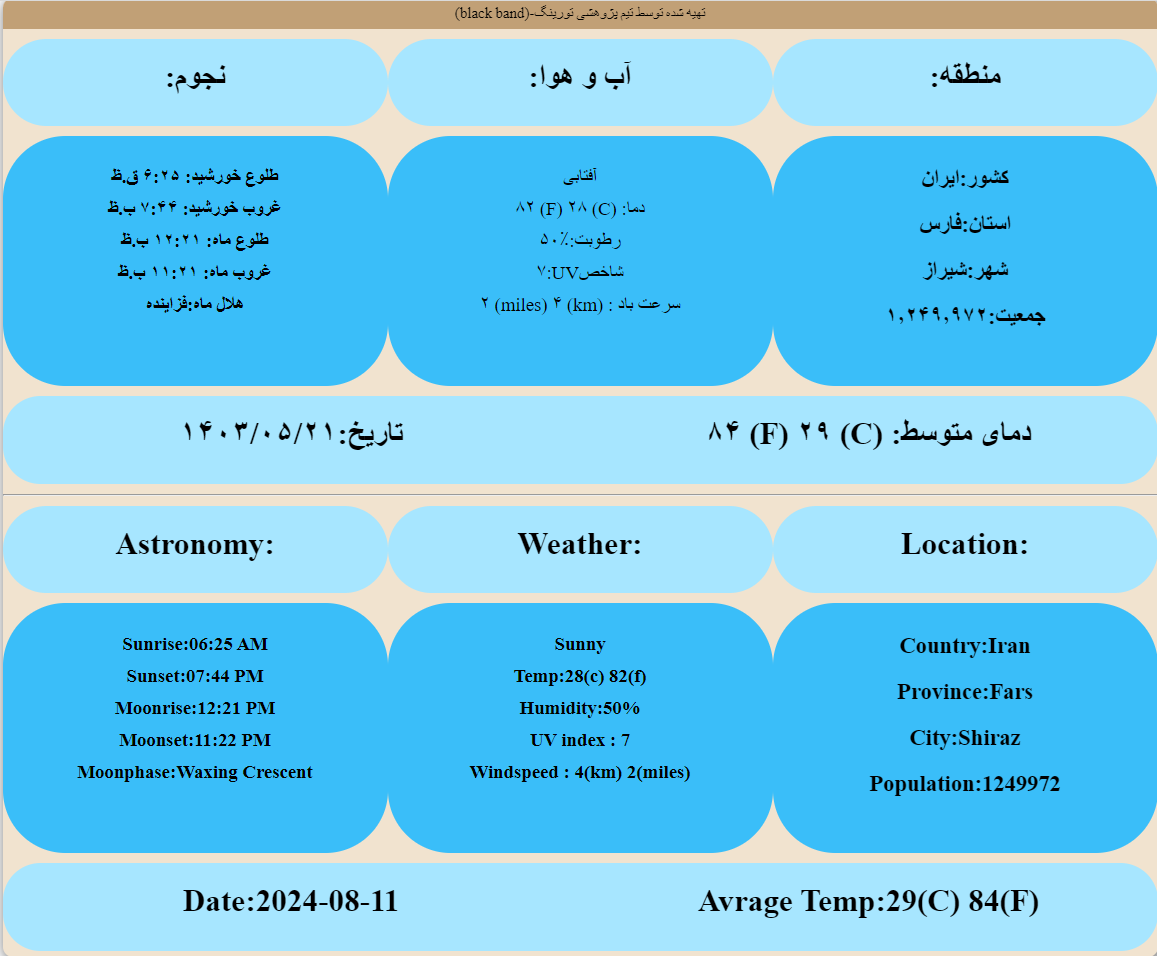 تهیه شده توسط تیم پژوهشی تورینگ-(black band)
منطقه:
آب و هوا:
نجوم:
کشور:ایران
استان:فارس
شهر:شیراز
جمعیت:۱,۲۴۹,۹۷۲
آفتابی
دما: (C) ۲۸ (F) ۸۲
رطوبت:۵۰٪
شاخصUV:۷
سرعت باد : (km) ۴ (miles) ۲
طلوع خورشید: ۶:۲۵ ق.ظ
غروب خورشید: ۷:۴۴ ب.ظ
طلوع ماه: ۱۲:۲۱ ب.ظ
غروب ماه: ۱۱:۲۱ ب.ظ
هلال ماه:فزاینده
دمای متوسط: (C) ۲۹ (F) ۸۴
تاریخ:۱۴۰۳/۰۵/۲۱
Astronomy:
Weather:
Location:
Sunrise:06:25 AM
Sunset:07:44 PM
Moonrise:12:21 PM
Moonset:11:22 PM
Moonphase:Waxing Crescent
Sunny
Temp:28(c) 82(f)
Humidity:50%
UV index : 7
Windspeed : 4(km) 2(miles)
Country:Iran
Province:Fars
City:Shiraz
Population:1249972
Date:2024-08-11
Avrage Temp:29(C) 84(F)